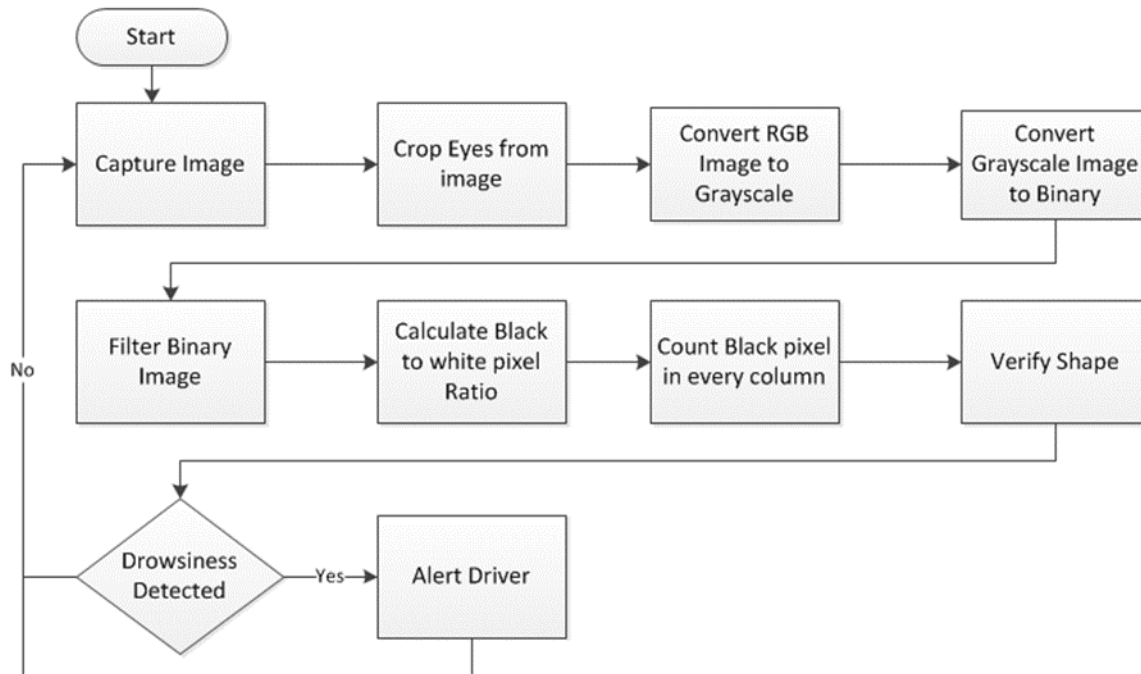 Start
Capture Image
Crop Eyes from
image
Convert RGB
Image to
Grayscale
Convert
Grayscale Image
to Binary
Filter Binary
Image
Calculate Black
to white pixel
Ratio
Count Black pixel
in every column
Verify Shape
No
Drowsiness
Detected
Yes
Alert Driver